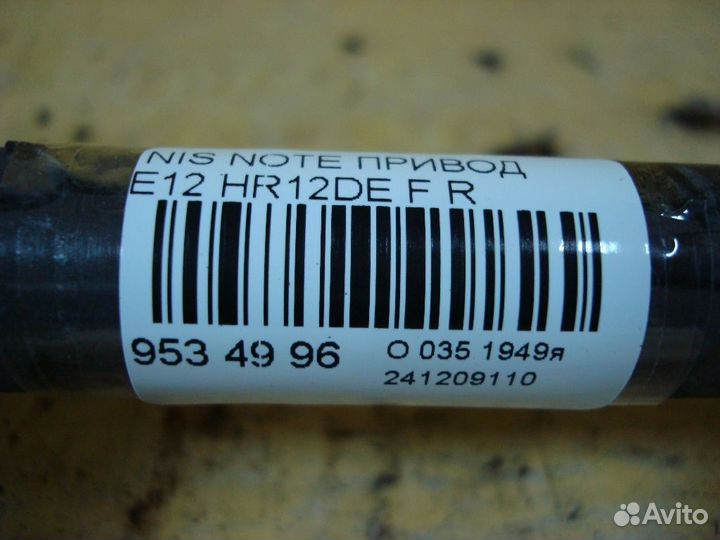 NIS NOTE ПРИВОД
E12 HR12DE F R
953 49 96
O 035 1949я
241209110
Avito